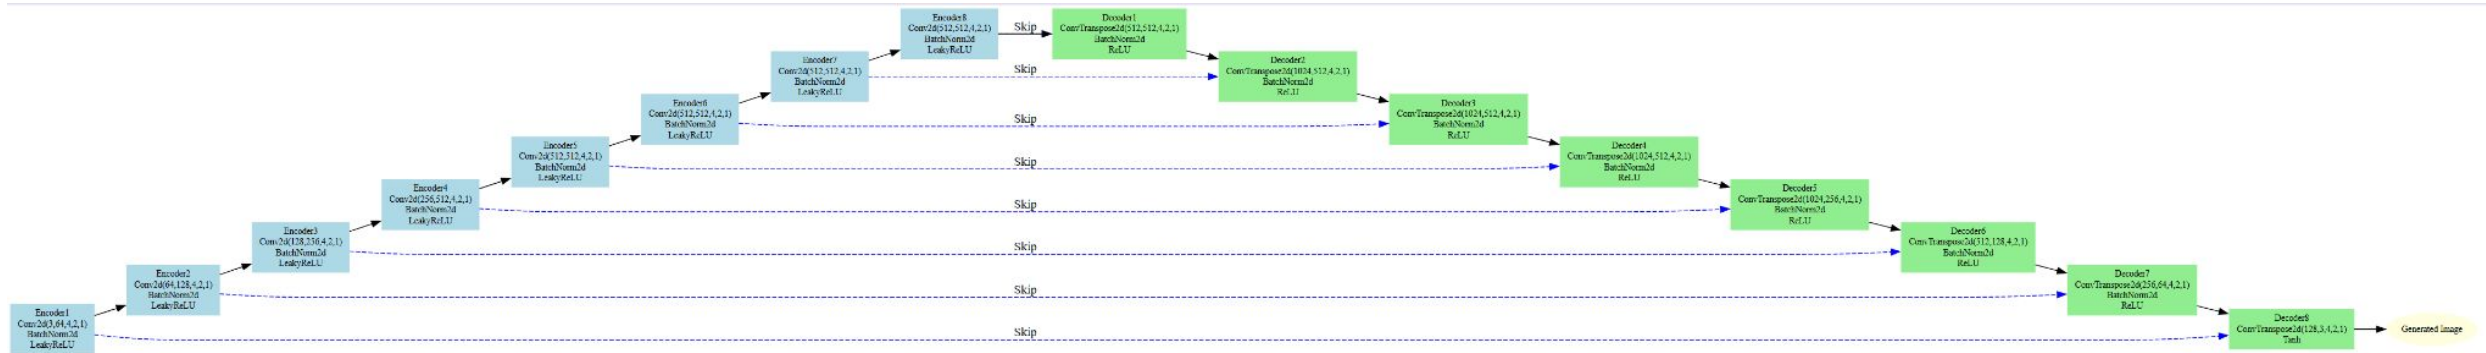 Encoder8
Conv2d(512,512,4,2,1)
BatchNorm2d
LeakyReLU
Skip
Decoder1
ConvTranspose2d(512,512,4,2,1)
BatchNorm2d
ReLU
Encoder7
Conv2d(512,512,4,2,1)
BatchNorm2d
LeakyReLU
Skip
Decoder2
ConvTranspose2d(1024,512,4,2,1)
BatchNorm2d
ReLU
Encoder6
Conv2d(512,512,4,2,1)
BatchNorm2d
LeakyReLU
Skip
Decoder3
ConvTranspose2d(1024,512,4,2,1)
BatchNorm2d
ReLU
Encoder5
Conv2d(512,512,4,2,1)
BatchNorm2d
LeakyReLU
Skip
Decoder4
ConvTranspose2d(1024,512,4,2,1)
BatchNorm2d
ReLU
Encoder4
Conv2d(256,512,4,2,1)
BatchNorm2d
LeakyReLU
Skip
Decoder5
ConvTranspose2d(1024,256,4,2,1)
BatchNorm2d
ReLU
Encoder3
Conv2d(128,256,4,2,1)
BatchNorm2d
LeakyReLU
Skip
Decoder6
ConvTranspose2d(512,128,4,2,1)
BatchNorm2d
ReLU
Encoder2
Conv2d(64,128,4,2,1)
BatchNorm2d
LeakyReLU
Skip
Decoder7
ConvTranspose2d(256,64,4,2,1)
BatchNorm2d
ReLU
Encoder1
Conv2d(3,64,4,2,1)
BatchNorm2d
LeakyReLU
Skip
Decoder8
ConvTranspose2d(128,3,4,2,1)
Tanh
Generated Image